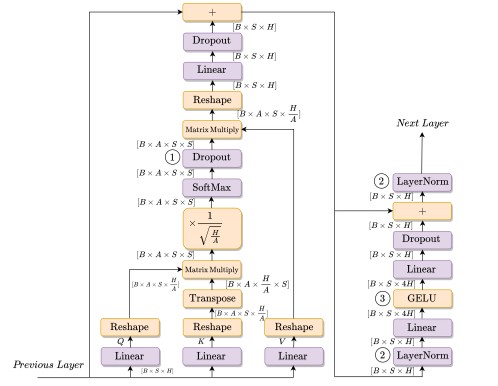 +
[B × S × H]
Dropout
[B × S × H]
Linear
[B × S × H]
Reshape
[B × A × S × H/A]
Matrix Multiply
[B × A × S × S]
1 Dropout
[B × A × S × S]
SoftMax
[B × A × S × S]
× 1/√(H/A)
[B × A × S × S]
Matrix Multiply
[B × A × S × H/A]
[B × A × H/A × S]
Transpose
[B × A × S × H/A]
Reshape
Reshape
Reshape
Q
K
V
Linear
Linear
Linear
Previous Layer
[B × S × H]
Next Layer
2 LayerNorm
[B × S × H]
+
[B × S × H]
Dropout
[B × S × H]
Linear
[B × S × 4H]
3 GELU
[B × S × 4H]
Linear
[B × S × H]
2 LayerNorm
[B × S × H]